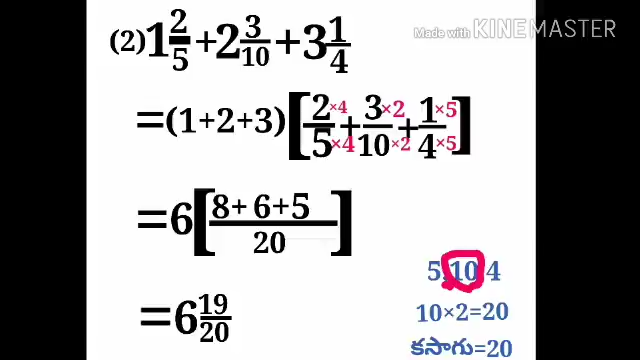 Made with KINEMASTER
(2) 1 2/5 + 2 3/10 + 3 1/4
=(1+2+3)[2×4/5×4 + 3×2/10×2 + 1×5/4×5]
=6[8+6+5/20]
=6 19/20
5,10,4
10×2=20
కసాగు=20